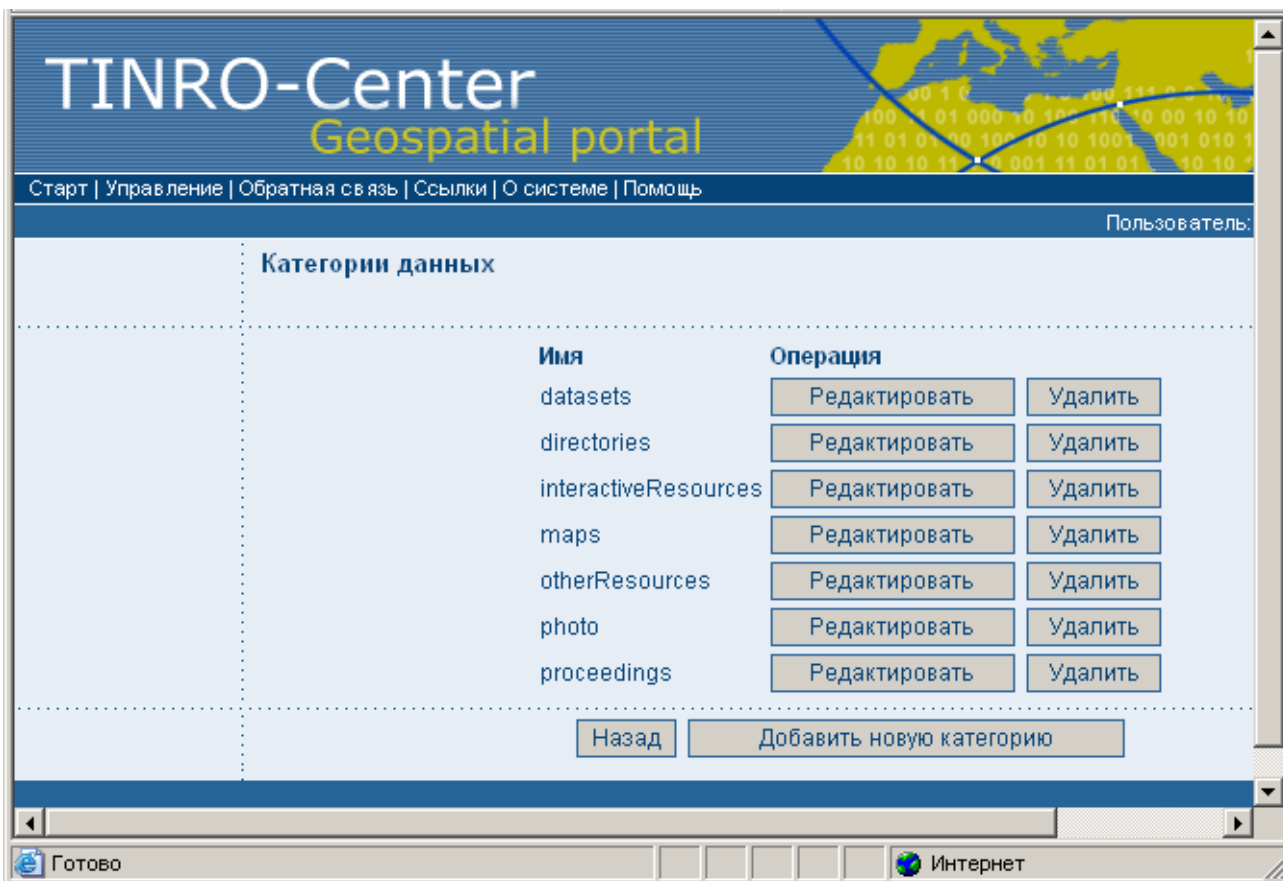 TINRO-Center
Geospatial portal
Старт | Управление | Обратная связь | Ссылки | О системе | Помощь
Пользователь:
Категории данных
Имя Операция
datasets Редактировать Удалить
directories Редактировать Удалить
interactiveResources Редактировать Удалить
maps Редактировать Удалить
otherResources Редактировать Удалить
photo Редактировать Удалить
proceedings Редактировать Удалить
Назад Добавить новую категорию
Готово Интернет